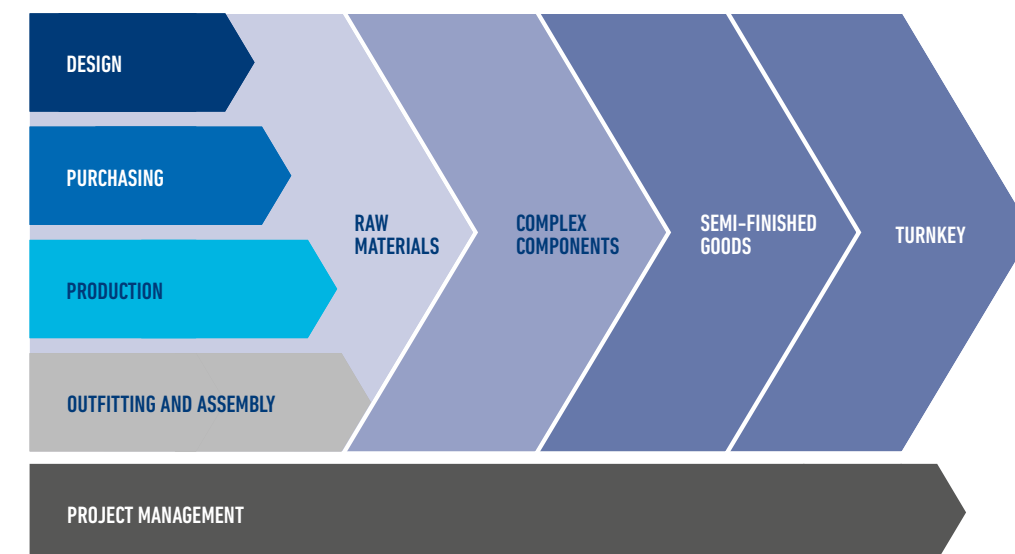 DESIGN
PURCHASING
PRODUCTION
OUTFITTING AND ASSEMBLY
RAW
MATERIALS
COMPLEX
COMPONENTS
SEMI-FINISHED
GOODS
TURNKEY
PROJECT MANAGEMENT